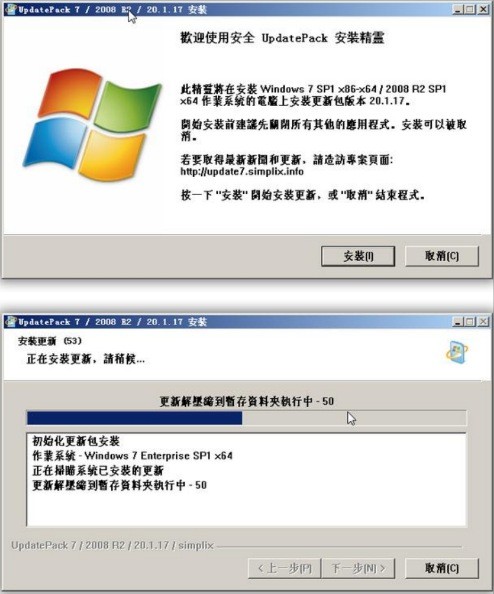 UpdatePack 7 / 2008 R2 / 20.1.17 安裝
歡迎使用安全 UpdatePack 安裝精靈
此精靈將在安裝 Windows 7 SP1 x86-x64 / 2008 R2 SP1
x64 作業系統的電腦上安裝更新包版本 20.1.17。
開始安裝前建議先關閉所有其他的應用程式。安裝可以被取
消。
若要取得最新新聞和更新，請造訪專案頁面:
http://update7.simplix.info
按一下 "安裝" 開始安裝更新，或 "取消" 結束程式。
安裝(I)
取消(C)
UpdatePack 7 / 2008 R2 / 20.1.17 安裝
安裝更新 (53)
正在安裝更新，請稍候...
更新解壓縮到暫存資料夾執行中 - 50
初始化更新包安裝
作業系統 - Windows 7 Enterprise SP1 x64
正在掃瞄系統已安裝的更新
更新解壓縮到暫存資料夾執行中 - 50
UpdatePack 7 / 2008 R2 / 20.1.17 / simplix
< 上一步(P)
下一步(N) >
取消(C)